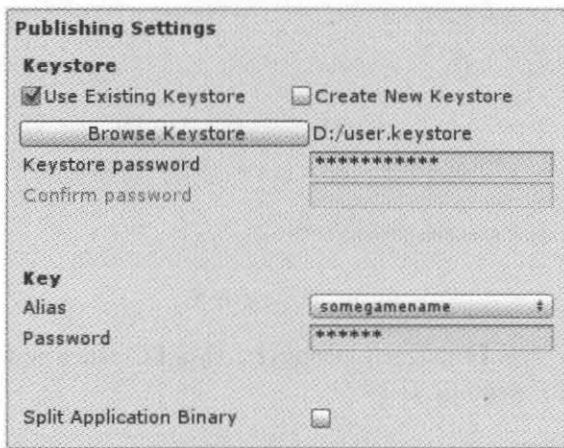 Publishing Settings
Keystore
Use Existing Keystore Create New Keystore
Browse Keystore D:/user.keystore
Keystore password ***********
Confirm password
Key
Alias somegamename
Password ******
Split Application Binary